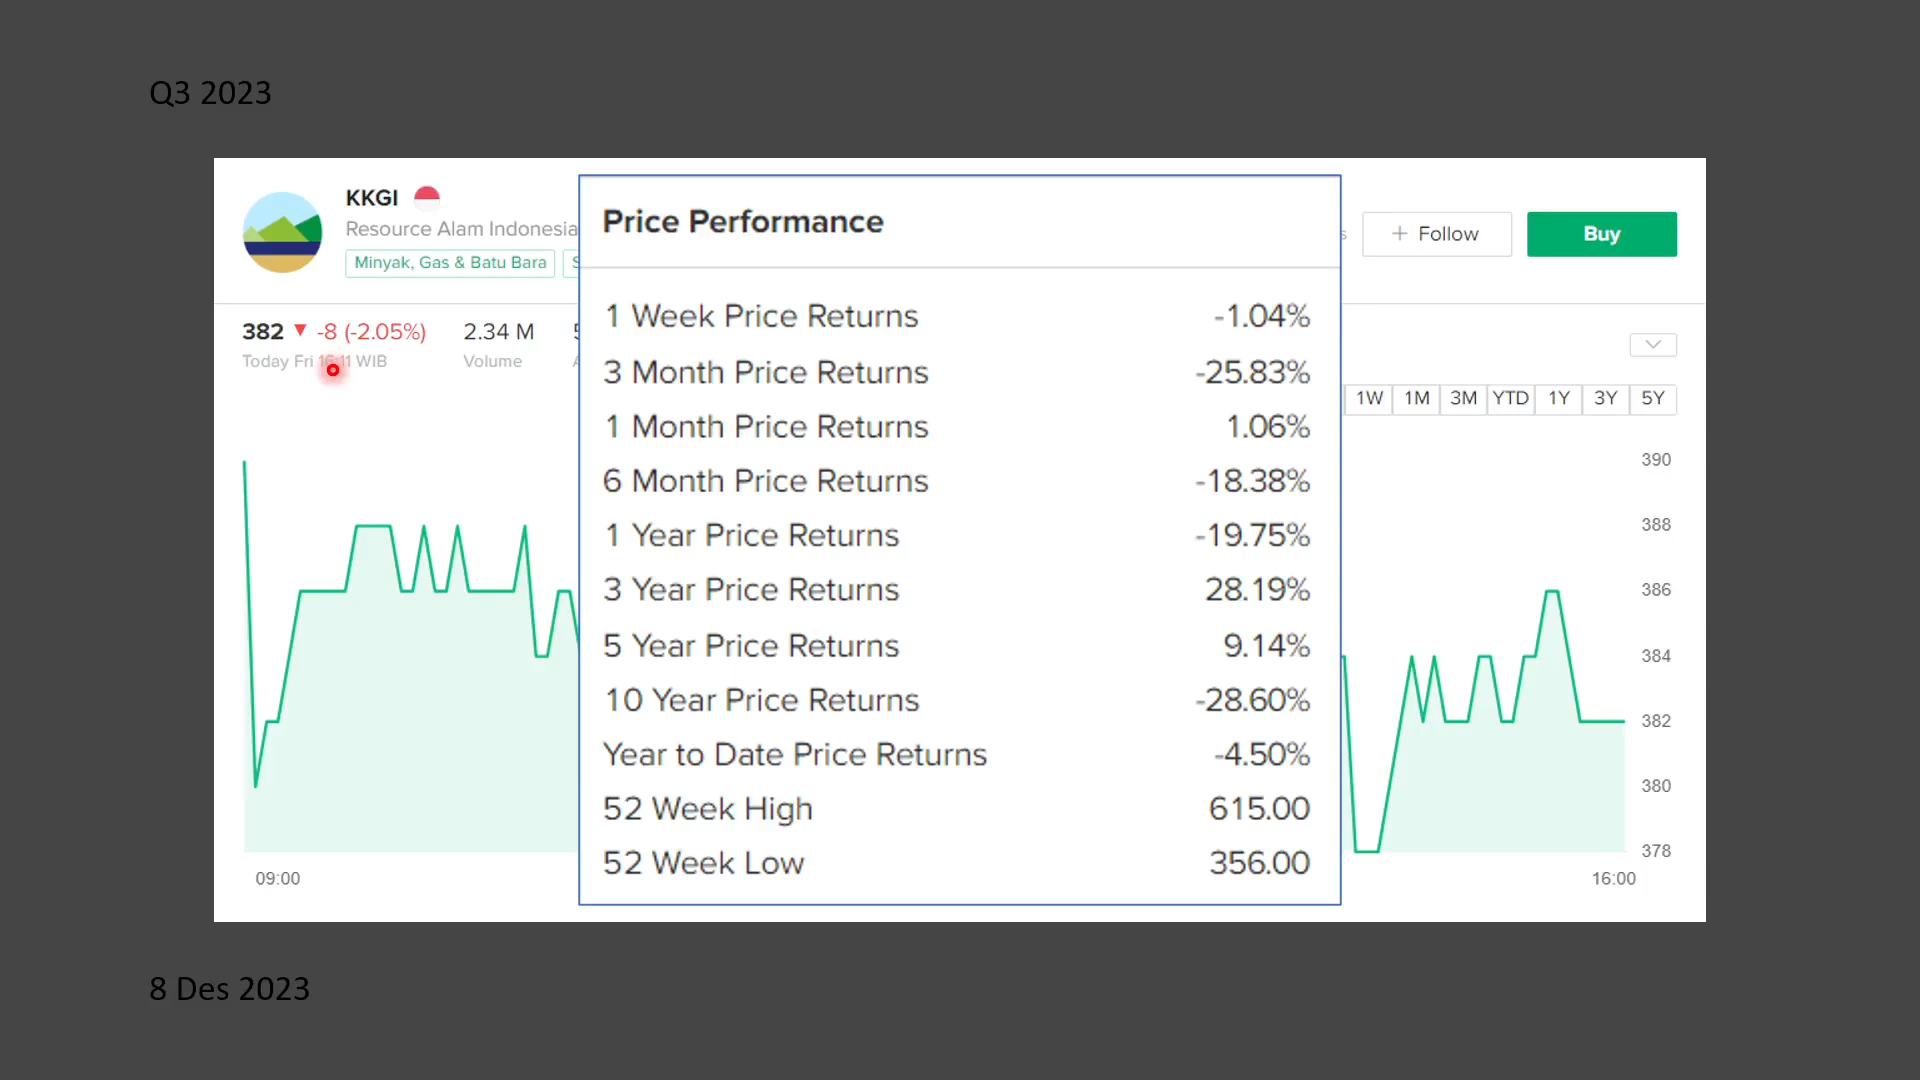 Q3 2023
KKGI
Resource Alam Indonesia
Minyak, Gas & Batu Bara
+ Follow
Buy
382 ▼ -8 (-2.05%)
Today Fri 16:11 WIB
2.34 M
Volume
Price Performance
1 Week Price Returns -1.04%
3 Month Price Returns -25.83%
1 Month Price Returns 1.06%
6 Month Price Returns -18.38%
1 Year Price Returns -19.75%
3 Year Price Returns 28.19%
5 Year Price Returns 9.14%
10 Year Price Returns -28.60%
Year to Date Price Returns -4.50%
52 Week High 615.00
52 Week Low 356.00
1W 1M 3M YTD 1Y 3Y 5Y
390
388
386
384
382
380
378
09:00
16:00
8 Des 2023